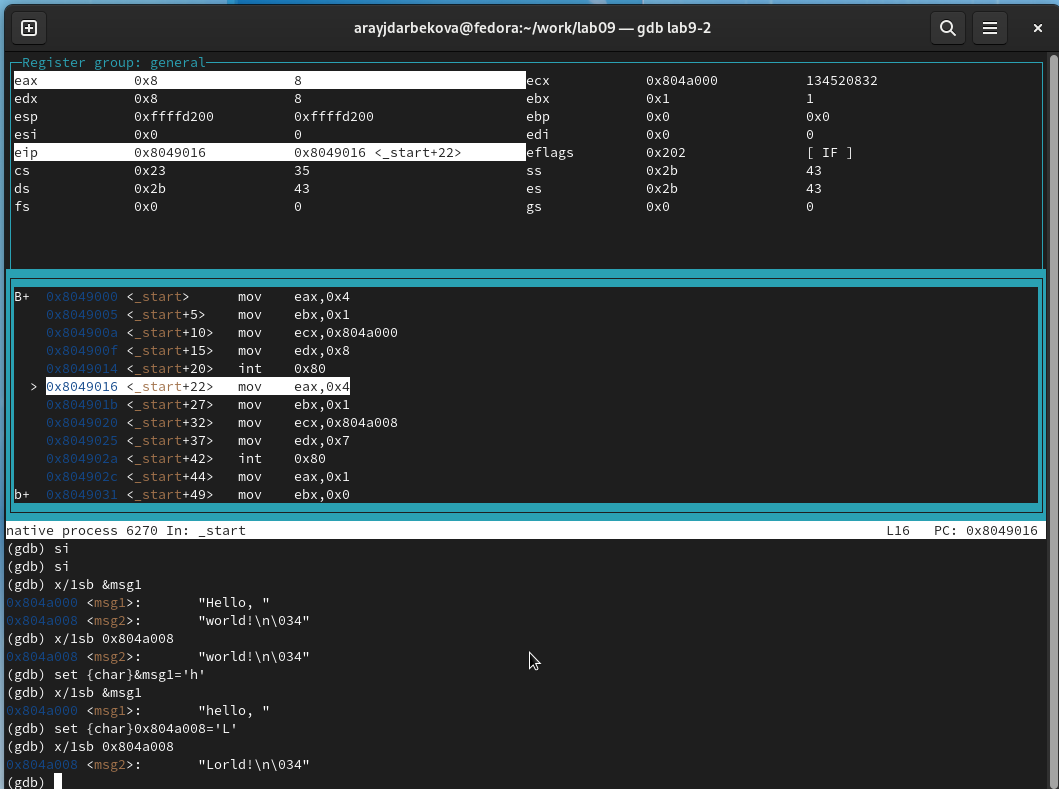 arayjdarbekova@fedora:~/work/lab09 — gdb lab9-2
Register group: general
eax 0x8 8 ecx 0x804a000 134520832
edx 0x8 8 ebx 0x1 1
esp 0xffffd200 0xffffd200 ebp 0x0 0x0
esi 0x0 0 edi 0x0 0
eip 0x8049016 0x8049016 <_start+22> eflags 0x202 [ IF ]
cs 0x23 35 ss 0x2b 43
ds 0x2b 43 es 0x2b 43
fs 0x0 0 gs 0x0 0
B+ 0x8049000 <_start> mov eax,0x4
0x8049005 <_start+5> mov ebx,0x1
0x804900a <_start+10> mov ecx,0x804a000
0x804900f <_start+15> mov edx,0x8
0x8049014 <_start+20> int 0x80
> 0x8049016 <_start+22> mov eax,0x4
0x804901b <_start+27> mov ebx,0x1
0x8049020 <_start+32> mov ecx,0x804a008
0x8049025 <_start+37> mov edx,0x7
0x804902a <_start+42> int 0x80
0x804902c <_start+44> mov eax,0x1
b+ 0x8049031 <_start+49> mov ebx,0x0
native process 6270 In: _start L16 PC: 0x8049016
(gdb) si
(gdb) si
(gdb) x/1sb &msg1
0x804a000 <msg1>: "Hello, "
0x804a008 <msg2>: "world!\n\034"
(gdb) x/1sb 0x804a008
0x804a008 <msg2>: "world!\n\034"
(gdb) set {char}&msg1='h'
(gdb) x/1sb &msg1
0x804a000 <msg1>: "hello, "
(gdb) set {char}0x804a008='L'
(gdb) x/1sb 0x804a008
0x804a008 <msg2>: "Lorld!\n\034"
(gdb)